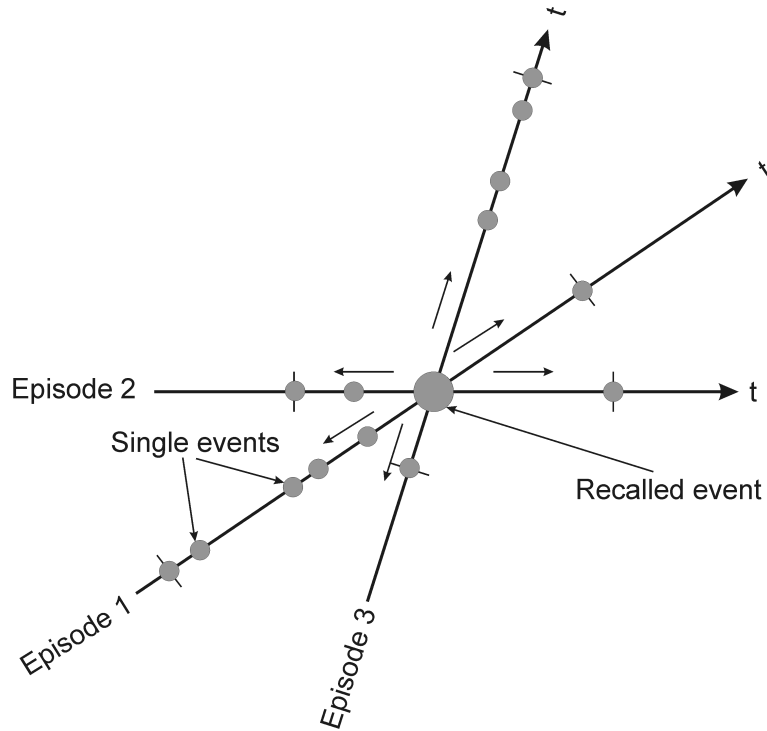 t
t
Episode 2
t
Single events
Recalled event
Episode 1
Episode 3